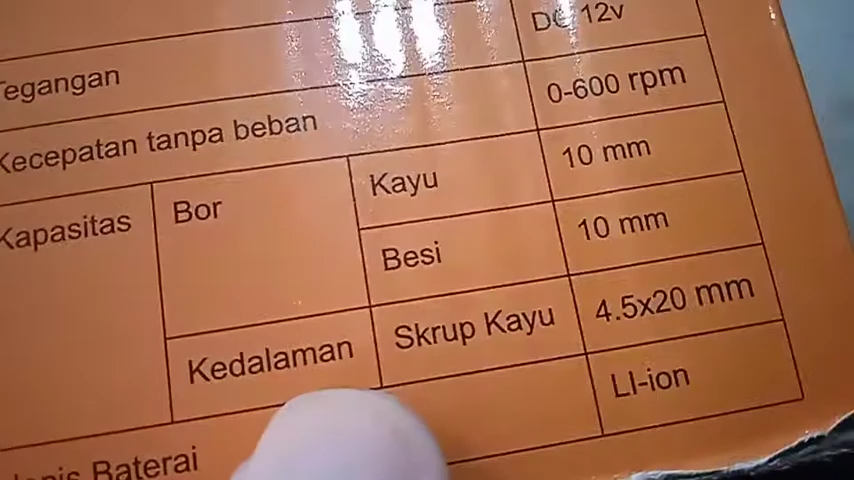 Tegangan DC 12v
Kecepatan tanpa beban 0-600 rpm
Kapasitas Bor Kayu 10 mm
Besi 10 mm
Kedalaman Skrup Kayu 4.5x20 mm
Baterai LI-ion